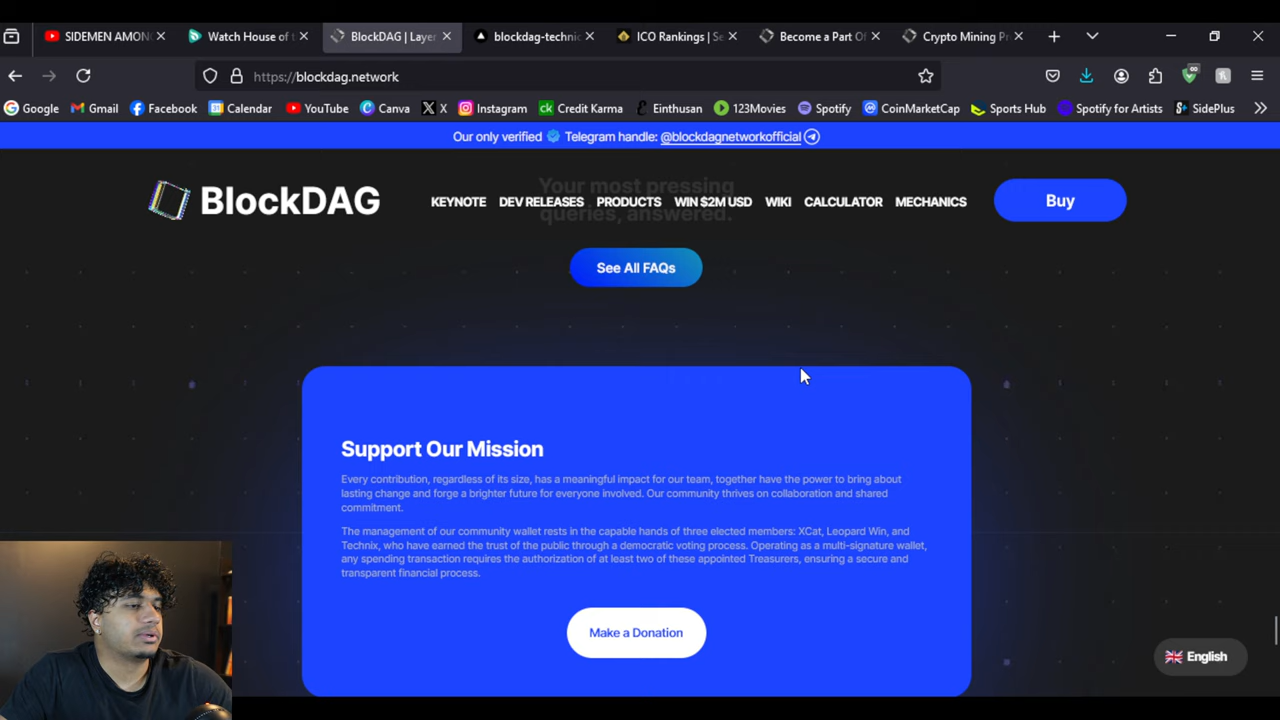 SIDEMEN AMONG
Watch House of t
BlockDAG | Layer
blockdag-technic
ICO Rankings | Se
Become a Part Of
Crypto Mining Pr
https://blockdag.network
Google
Gmail
Facebook
Calendar
YouTube
Canva
X
Instagram
Credit Karma
Einthusan
123Movies
Spotify
CoinMarketCap
Sports Hub
Spotify for Artists
SidePlus
Our only verified Telegram handle: @blockdagnetworkofficial
BlockDAG
KEYNOTE
DEV RELEASES
PRODUCTS
WIN $2M USD
WIKI
CALCULATOR
MECHANICS
Buy
Your most pressing
queries, answered.
See All FAQs
Support Our Mission
Every contribution, regardless of its size, has a meaningful impact for our team, together have the power to bring about
lasting change and forge a brighter future for everyone involved. Our community thrives on collaboration and shared
commitment.
The management of our community wallet rests in the capable hands of three elected members: XCat, Leopard Win, and
Technix, who have earned the trust of the public through a democratic voting process. Operating as a multi-signature wallet,
any spending transaction requires the authorization of at least two of these appointed Treasurers, ensuring a secure and
transparent financial process.
Make a Donation
English